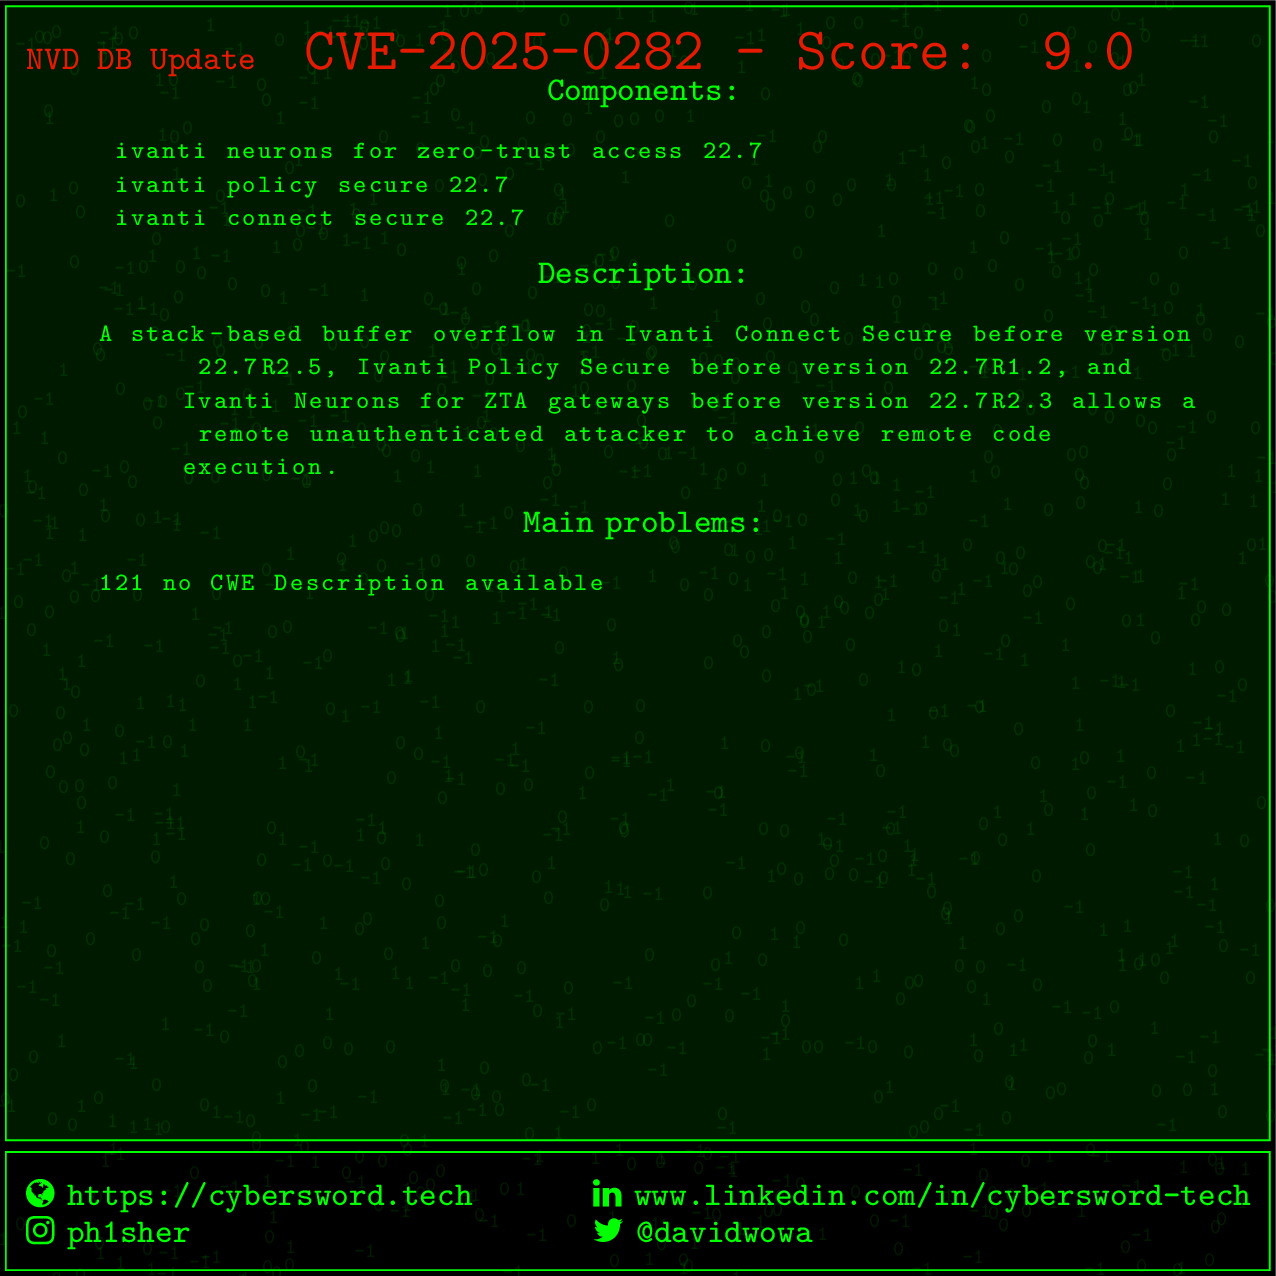 NVD DB Update CVE-2025-0282 - Score: 9.0
Components:
ivanti neurons for zero-trust access 22.7
ivanti policy secure 22.7
ivanti connect secure 22.7
Description:
A stack-based buffer overflow in Ivanti Connect Secure before version
22.7R2.5, Ivanti Policy Secure before version 22.7R1.2, and
Ivanti Neurons for ZTA gateways before version 22.7R2.3 allows a
remote unauthenticated attacker to achieve remote code
execution.
Main problems:
121 no CWE Description available
https://cybersword.tech
www.linkedin.com/in/cybersword-tech
ph1sher
@davidwowa